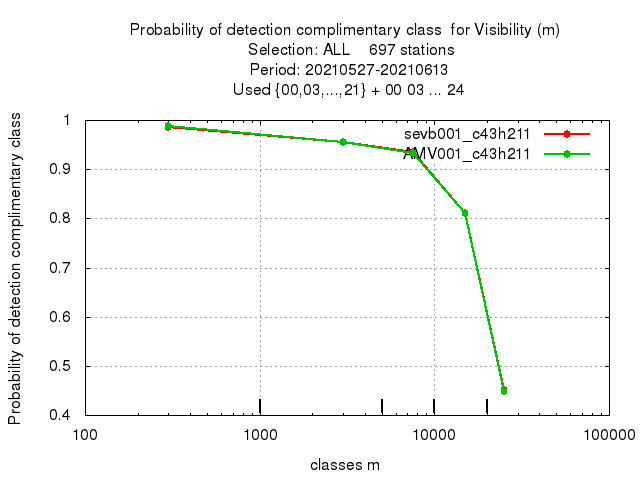 Probability of detection complimentary class  for Visibility (m)
Selection: ALL    697 stations
Period: 20210527-20210613
Used {00,03,...,21} + 00 03 ... 24
Probability of detection complimentary class
1
0.9
0.8
0.7
0.6
0.5
0.4
sevb001_c43h211
AMV001_c43h211
100
1000
10000
100000
classes m